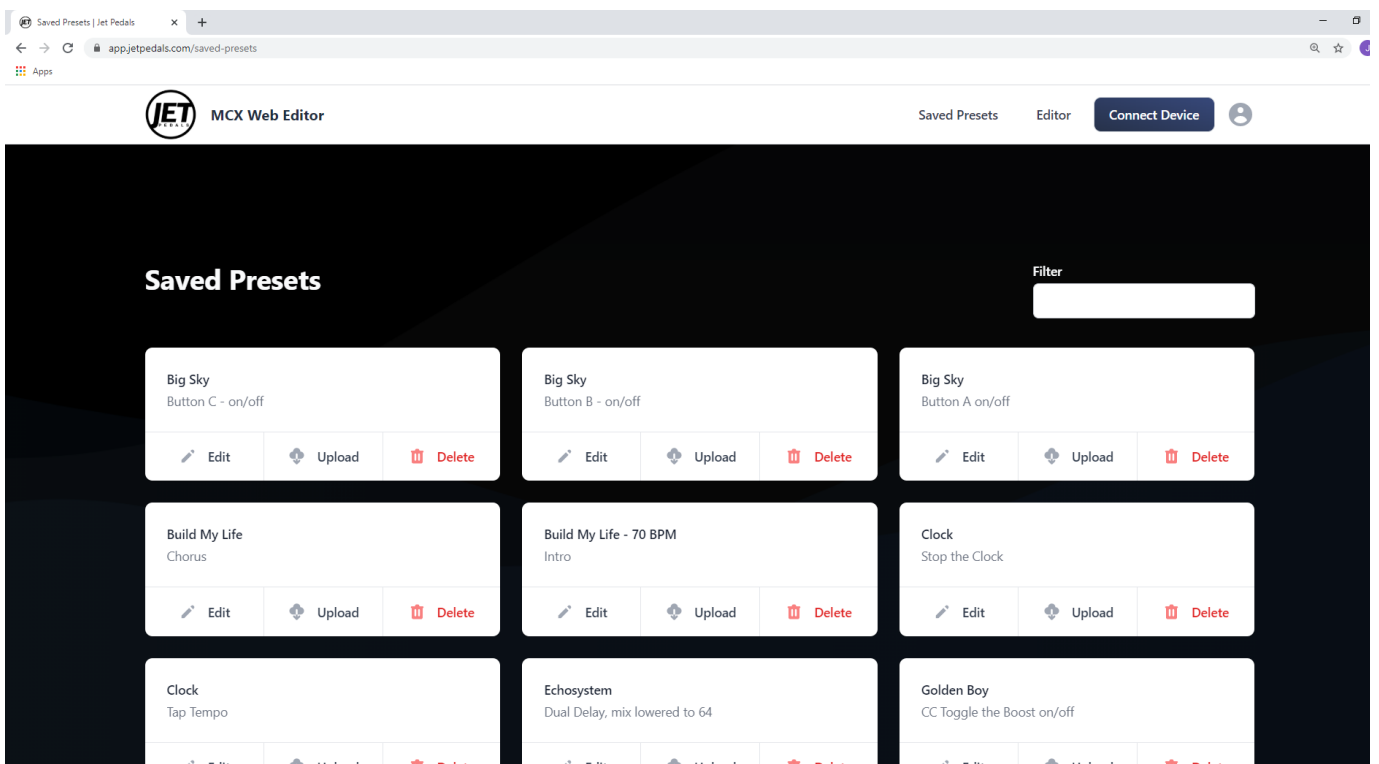 Saved Presets | Jet Pedals
app.jetpedals.com/saved-presets
Apps
JET
PEDALS
MCX Web Editor
Saved Presets
Editor
Connect Device
Saved Presets
Filter
Big Sky
Button C - on/off
Edit
Upload
Delete
Big Sky
Button B - on/off
Edit
Upload
Delete
Big Sky
Button A on/off
Edit
Upload
Delete
Build My Life
Chorus
Edit
Upload
Delete
Build My Life - 70 BPM
Intro
Edit
Upload
Delete
Clock
Stop the Clock
Edit
Upload
Delete
Clock
Tap Tempo
Echosystem
Dual Delay, mix lowered to 64
Golden Boy
CC Toggle the Boost on/off